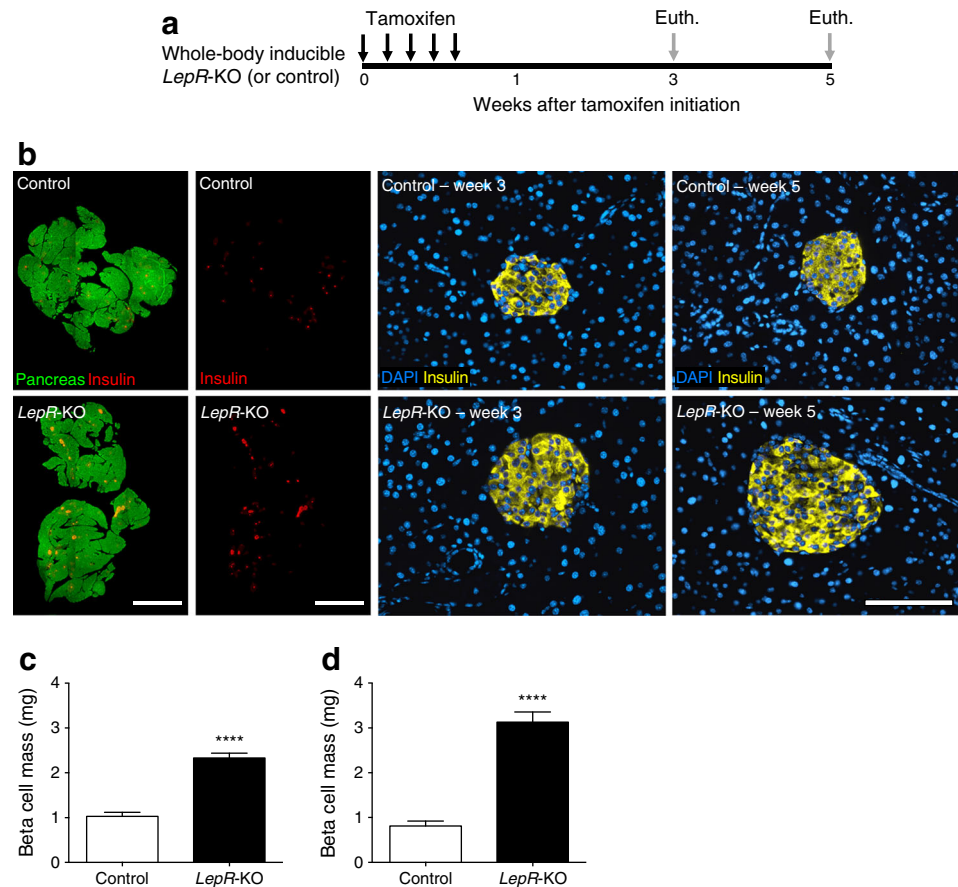 a
Tamoxifen
Euth.
Euth.
Whole-body inducible
LepR-KO (or control)
0
1
3
5
Weeks after tamoxifen initiation
b
Control
Control
Control – week 3
Control – week 5
Pancreas Insulin
Insulin
DAPI Insulin
DAPI Insulin
LepR-KO
LepR-KO
LepR-KO – week 3
LepR-KO – week 5
c
Beta cell mass (mg)
4
3
2
1
0
****
Control
LepR-KO
d
Beta cell mass (mg)
4
3
2
1
0
****
Control
LepR-KO